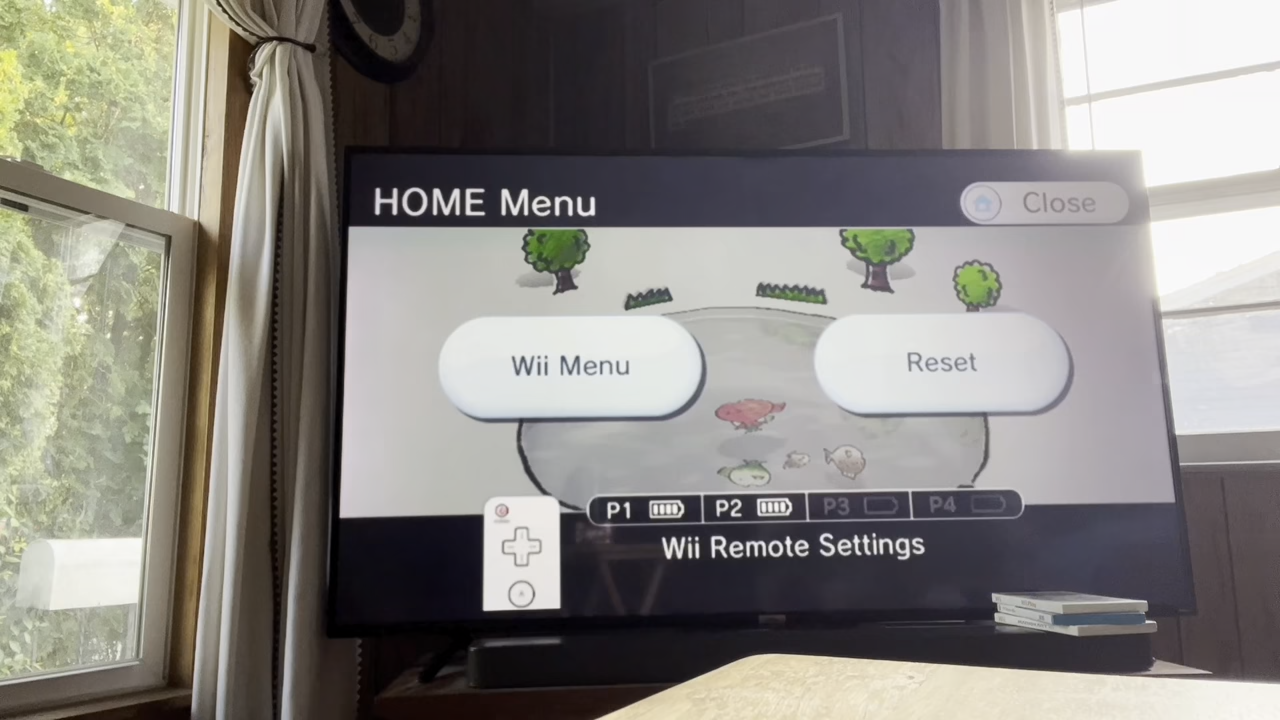 HOME Menu
Close
Wii Menu
Reset
P1 P2 P3 P4
Wii Remote Settings
A